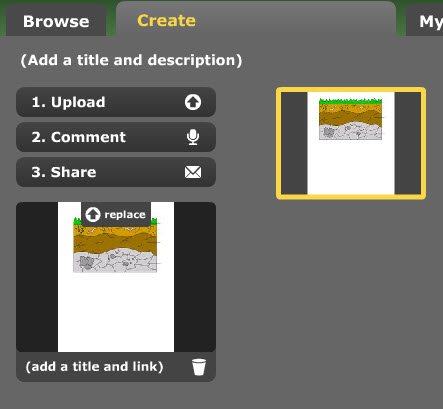 Browse
Create
My
(Add a title and description)
1. Upload
2. Comment
3. Share
replace
(add a title and link)